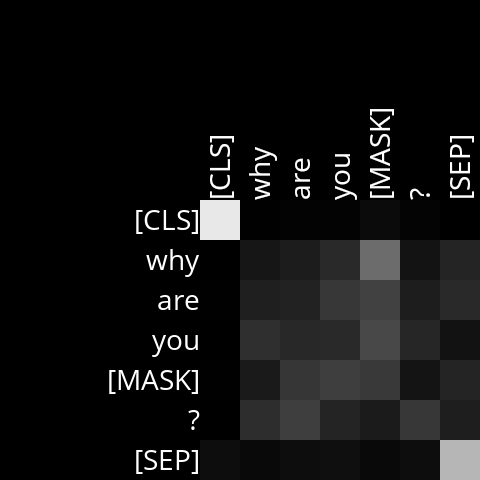 [CLS] why are you [MASK] ? [SEP]
[CLS]
why
are
you
[MASK]
?
[SEP]